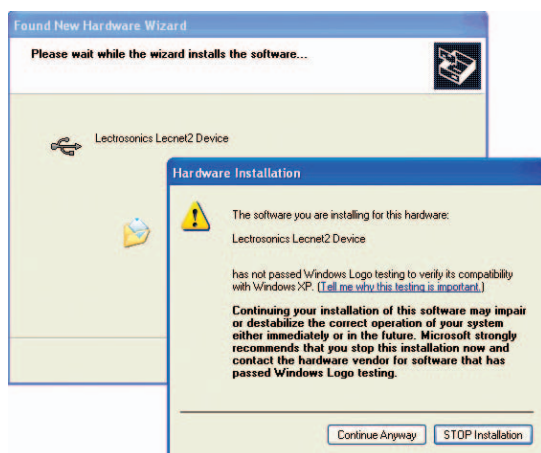 Found New Hardware Wizard
Please wait while the wizard installs the software...
Lectrosonics Lecnet2 Device
Hardware Installation
The software you are installing for this hardware:
Lectrosonics Lecnet2 Device
has not passed Windows Logo testing to verify its compatibility
with Windows XP. (Tell me why this testing is important.)
Continuing your installation of this software may impair
or destabilize the correct operation of your system
either immediately or in the future. Microsoft strongly
recommends that you stop this installation now and
contact the hardware vendor for software that has
passed Windows Logo testing.
Continue Anyway
STOP Installation